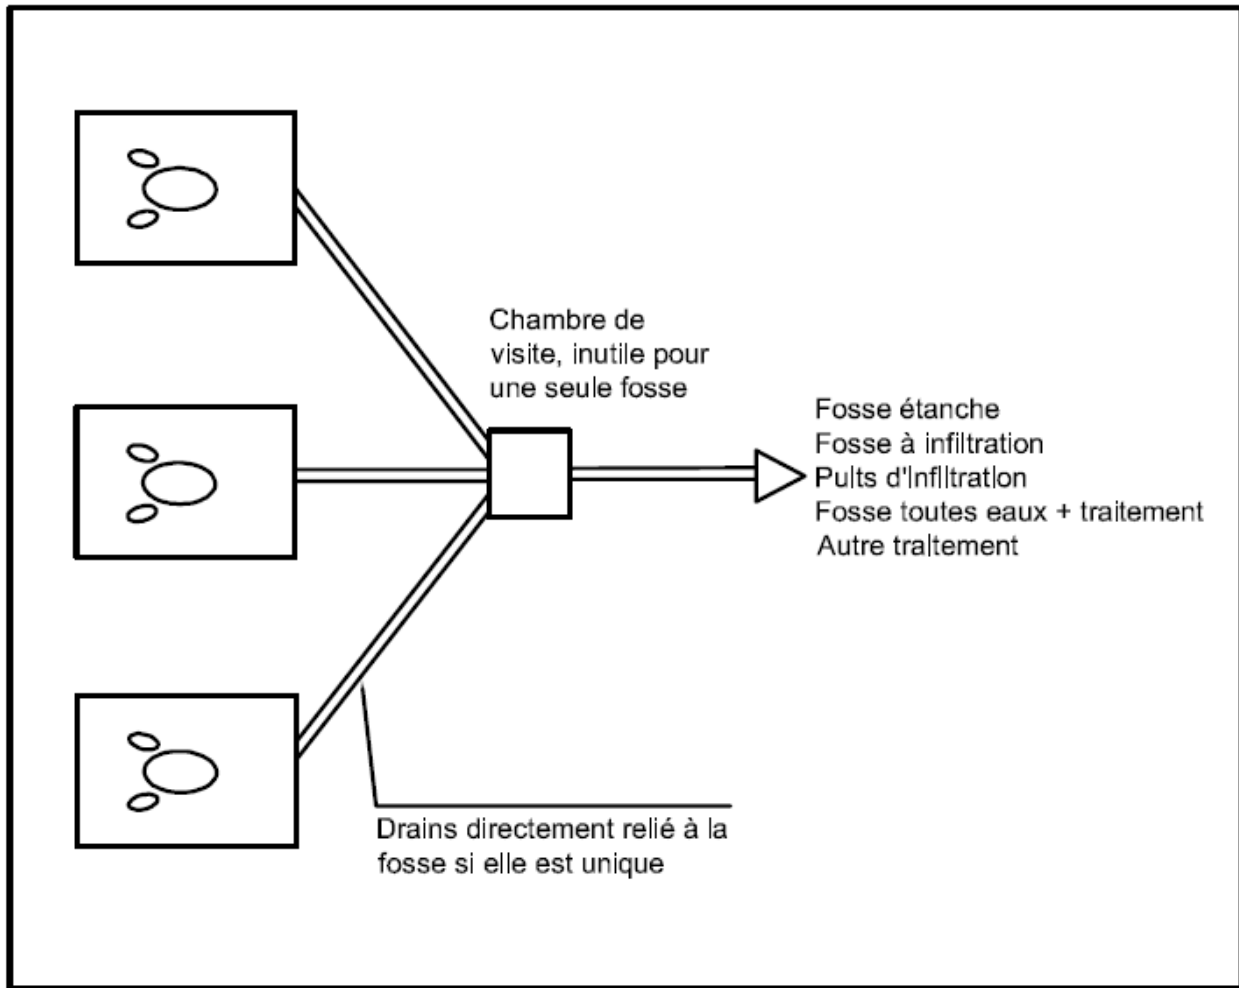 Chambre de
visite, inutile pour
une seule fosse
Fosse étanche
Fosse à infiltration
Puits d'infiltration
Fosse toutes eaux + traitement
Autre traitement
Drains directement relié à la
fosse si elle est unique